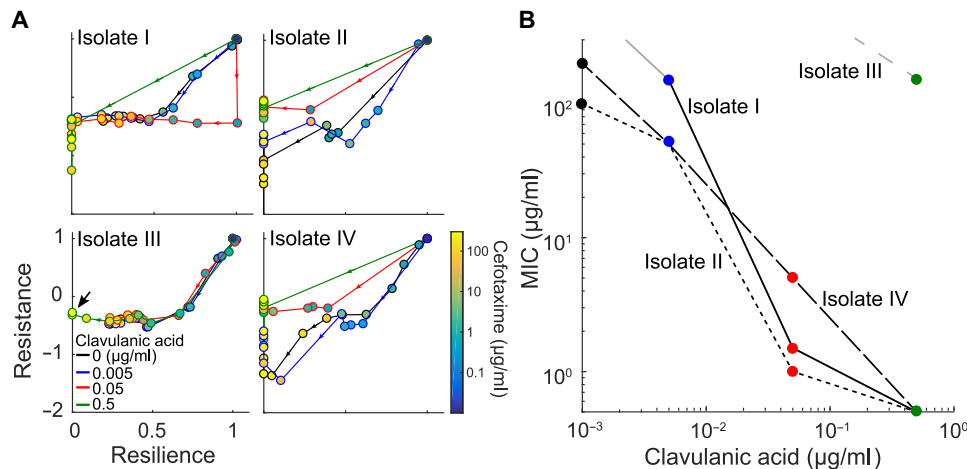 A
Isolate I
Isolate II
Isolate III
Isolate IV
Resistance
1
0
−1
−2
Clavulanic acid
0 (µg/ml)
0.005
0.05
0.5
0
0.5
1
Resilience
100
10
1
0.1
Cefotaxime (µg/ml)
B
MIC (µg/ml)
10²
10¹
10⁰
Isolate III
Isolate I
Isolate II
Isolate IV
10⁻³
10⁻²
10⁻¹
10⁰
Clavulanic acid (µg/ml)